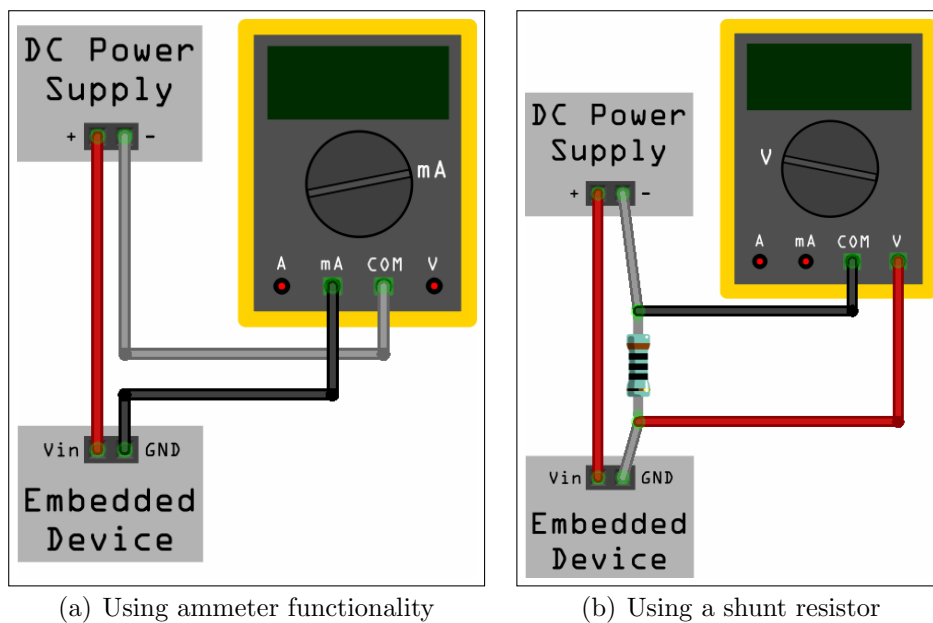 DC Power
Supply
+ -
mA
A mA COM V
Vin GND
Embedded
Device
(a) Using ammeter functionality
DC Power
Supply
+ -
V
A mA COM V
Vin GND
Embedded
Device
(b) Using a shunt resistor